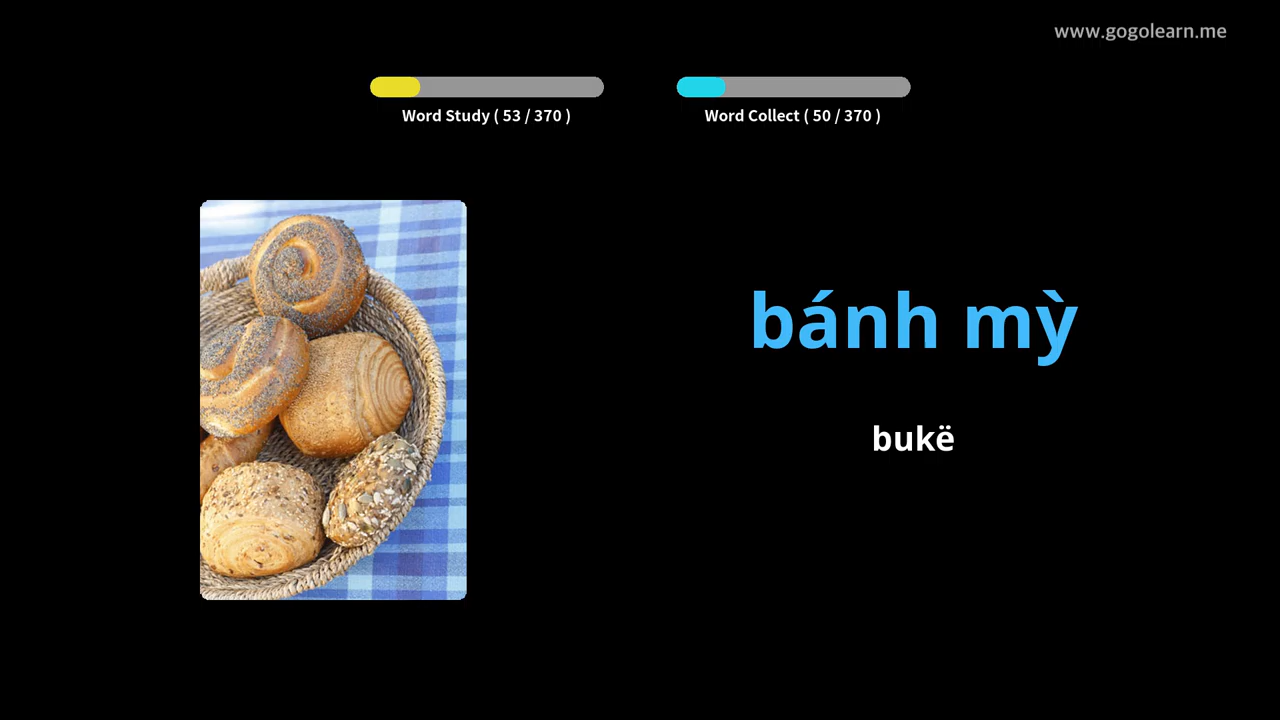 www.gogolearn.me
Word Study ( 53 / 370 )
Word Collect ( 50 / 370 )
bánh mỳ
bukë